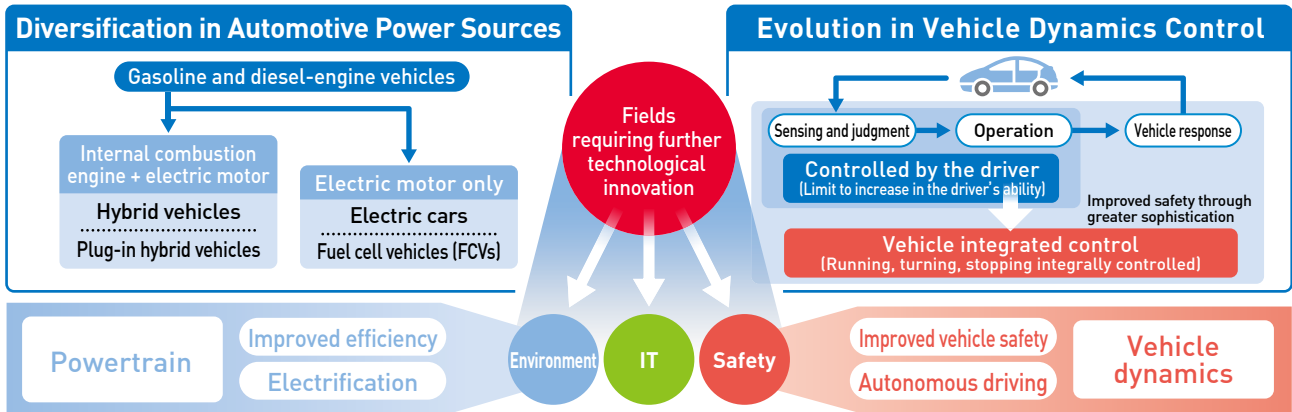 Diversification in Automotive Power Sources
Gasoline and diesel-engine vehicles
Internal combustion
engine + electric motor
Hybrid vehicles
Plug-in hybrid vehicles
Electric motor only
Electric cars
Fuel cell vehicles (FCVs)
Fields
requiring further
technological
innovation
Evolution in Vehicle Dynamics Control
Sensing and judgment
Operation
Vehicle response
Controlled by the driver
(Limit to increase in the driver's ability)
Improved safety through
greater sophistication
Vehicle integrated control
(Running, turning, stopping integrally controlled)
Powertrain
Improved efficiency
Electrification
Environment
IT
Safety
Improved vehicle safety
Autonomous driving
Vehicle
dynamics